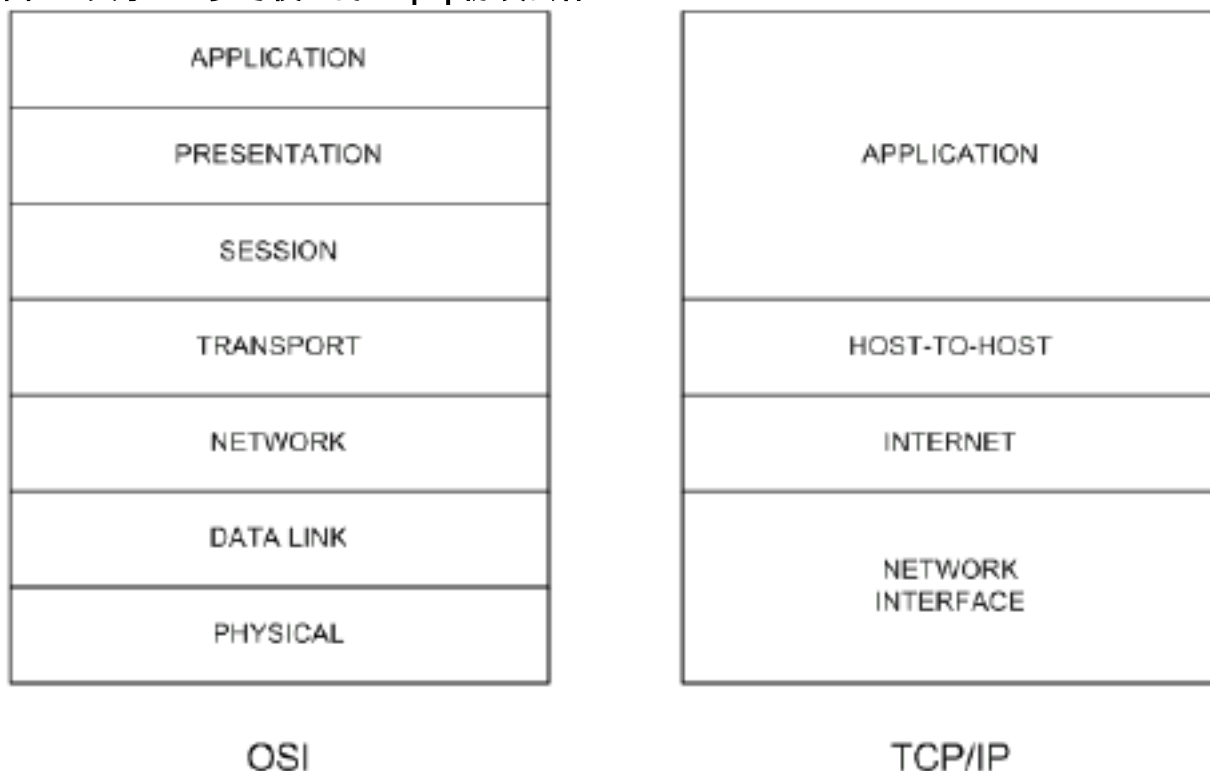 APPLICATION
PRESENTATION
SESSION
TRANSPORT
NETWORK
DATA LINK
PHYSICAL
OSI
APPLICATION
HOST-TO-HOST
INTERNET
NETWORK
INTERFACE
TCP/IP